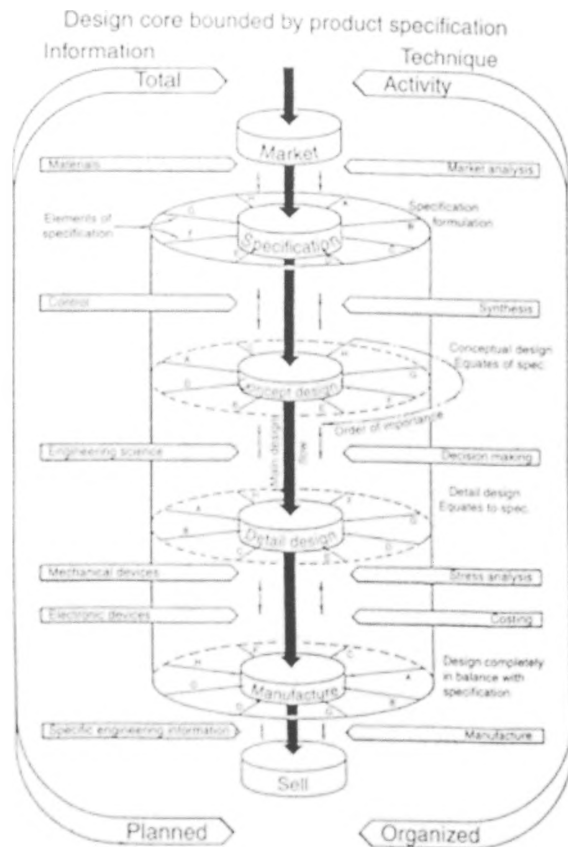 Design core bounded by product specification
Information
Technique
Total
Activity
Market
Materials
Market analysis
Elements of
specification
Specification
formulation
Specification
Control
Synthesis
Conceptual design
Equates of spec.
Concept design
Order of importance
Main design
flow
Engineering science
Decision making
Detail design
Equates to spec.
Detail design
Mechanical devices
Stress analysis
Electronic devices
Costing
Design completely
in balance with
specification
Manufacture
Specific engineering information
Manufacture
Sell
Planned
Organized